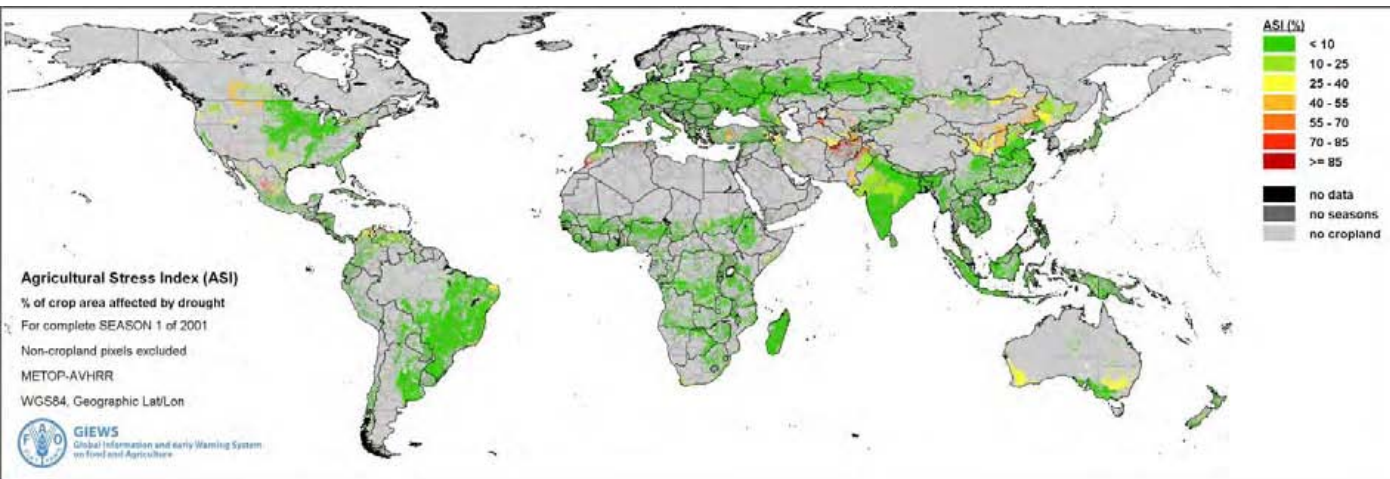 ASI (%)
< 10
10 - 25
25 - 40
40 - 55
55 - 70
70 - 85
>= 85
no data
no seasons
no cropland
Agricultural Stress Index (ASI)
% of crop area affected by drought
For complete SEASON 1 of 2001
Non-cropland pixels excluded
METOP-AVHRR
WGS84, Geographic Lat/Lon
FAO
GIEWS
Global Information and early Warning System
on food and Agriculture